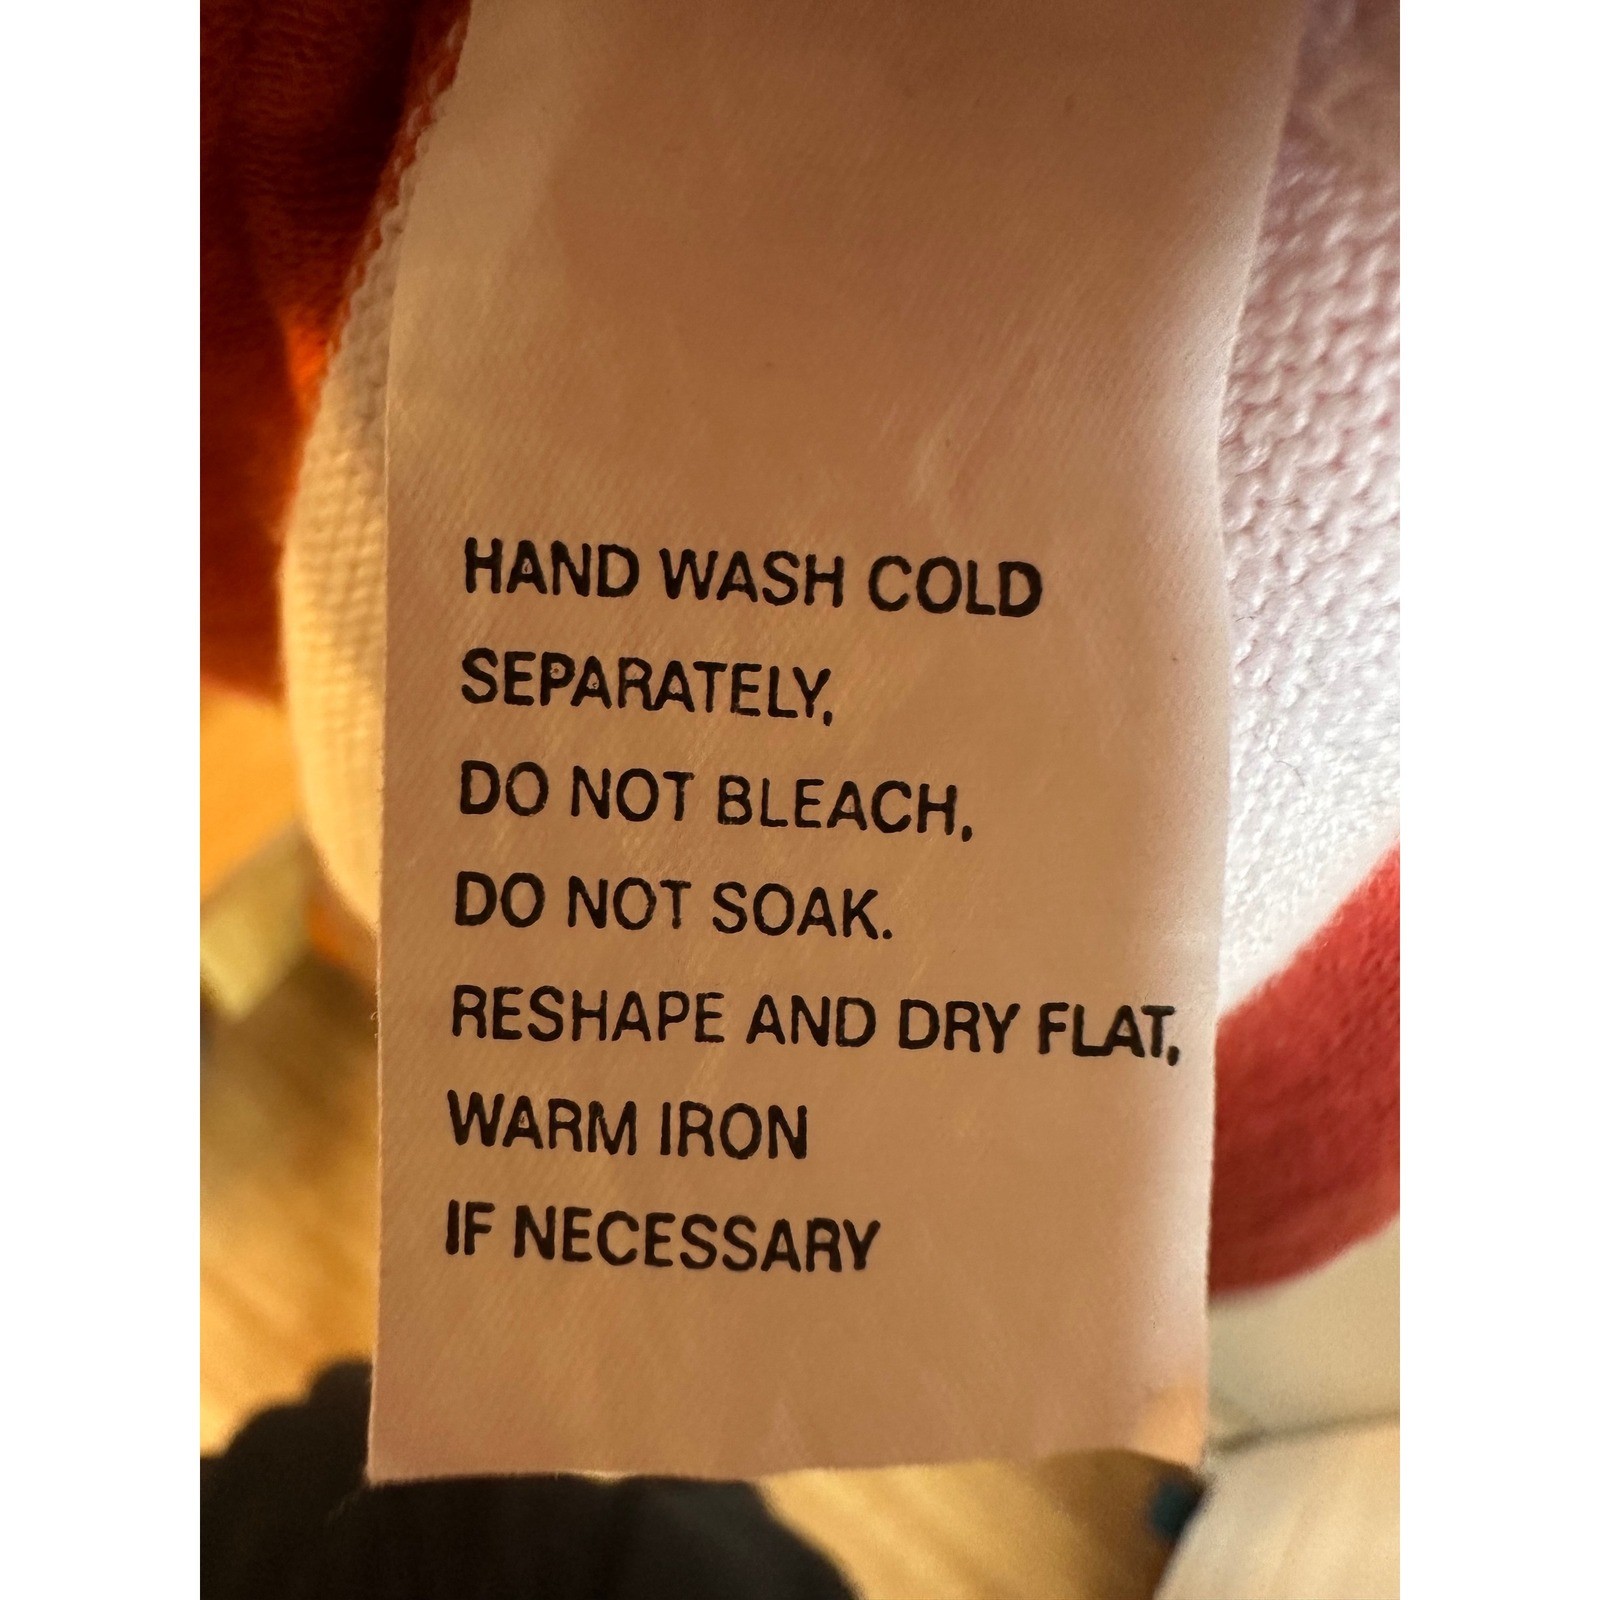 HAND WASH COLD
SEPARATELY,
DO NOT BLEACH,
DO NOT SOAK.
RESHAPE AND DRY FLAT,
WARM IRON
IF NECESSARY